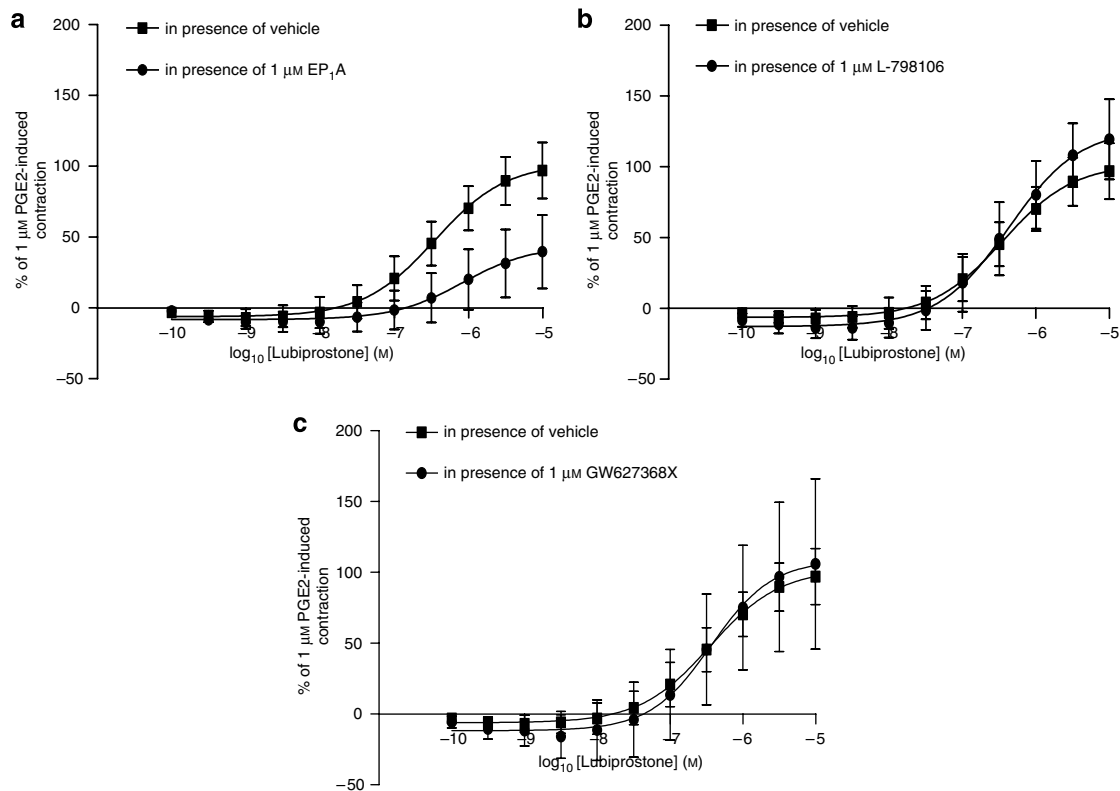 a
200
150
100
50
0
−50
% of 1 μM PGE2-induced
contraction
in presence of vehicle
in presence of 1 μM EP₁A
−10 −9 −8 −7 −6 −5
log₁₀ [Lubiprostone] (M)
b
200
150
100
50
0
−50
% of 1 μM PGE2-induced
contraction
in presence of vehicle
in presence of 1 μM L-798106
−10 −9 −8 −7 −6 −5
log₁₀ [Lubiprostone] (M)
c
200
150
100
50
0
−50
% of 1 μM PGE2-induced
contraction
in presence of vehicle
in presence of 1 μM GW627368X
−10 −9 −8 −7 −6 −5
log₁₀ [Lubiprostone] (M)